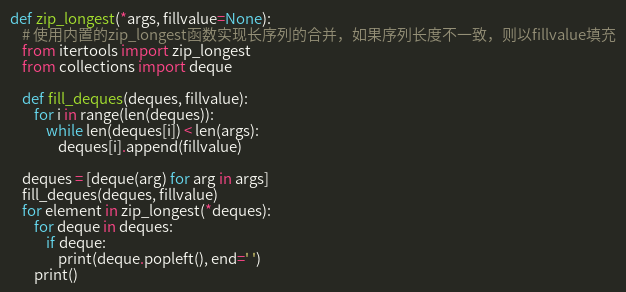 def zip_longest(*args, fillvalue=None):
    # 使用内置的zip_longest函数实现长序列的合并，如果序列长度不一致，则以fillvalue填充
    from itertools import zip_longest
    from collections import deque

    def fill_deques(deques, fillvalue):
        for i in range(len(deques)):
            while len(deques[i]) < len(args):
                deques[i].append(fillvalue)

    deques = [deque(arg) for arg in args]
    fill_deques(deques, fillvalue)
    for element in zip_longest(*deques):
        for deque in deques:
            if deque:
                print(deque.popleft(), end=' ')
        print()